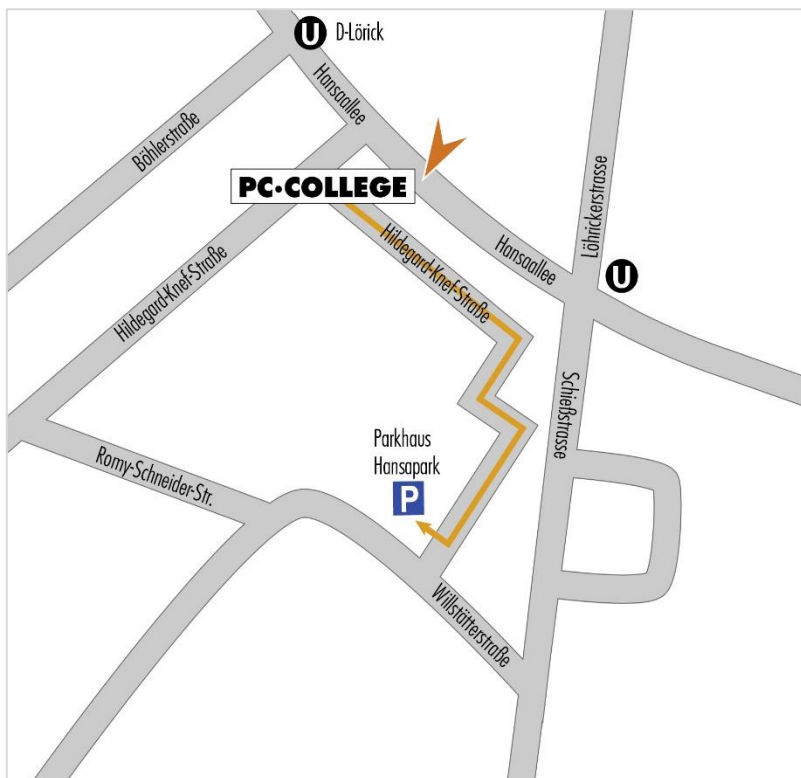 U D-Lörick
Hansaallee
Böhlerstraße
PC·COLLEGE
Löhrickerstrasse
Hildegard-Knef-Straße
Hansaallee
U
Hildegard-Knef-Straße
Schießstrasse
Parkhaus
Hansapark
P
Romy-Schneider-Str.
Willstätterstraße